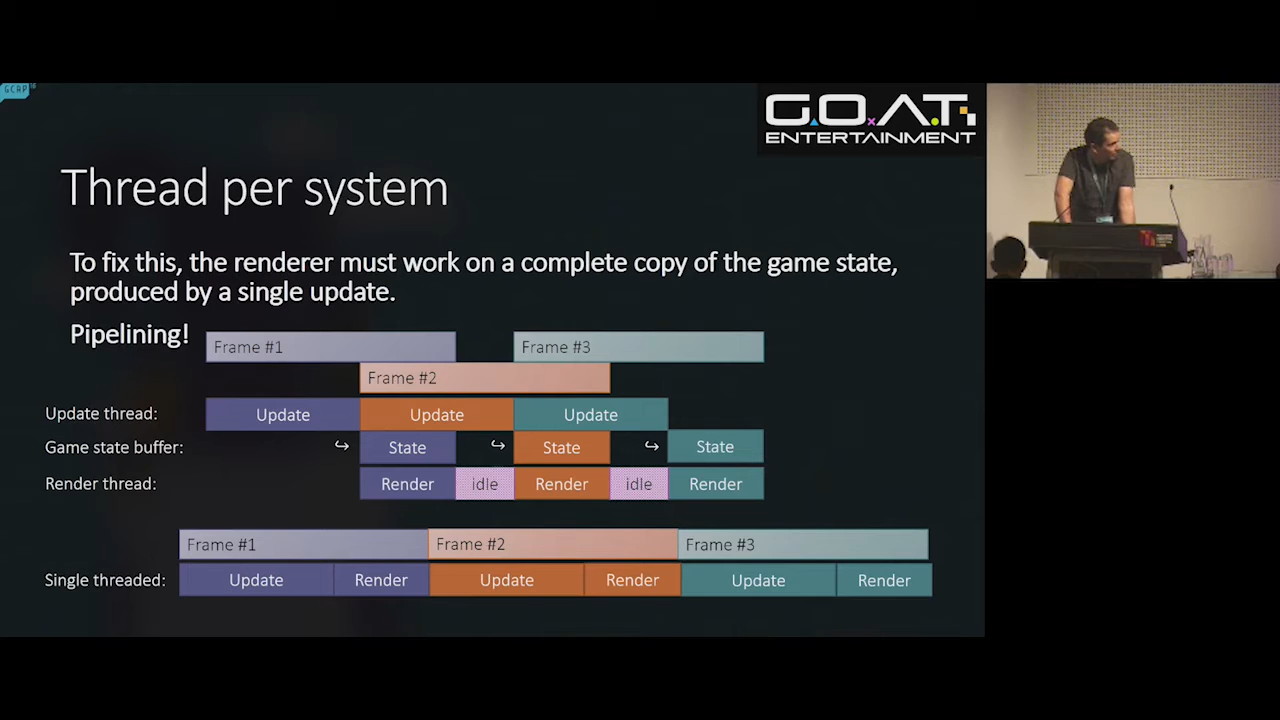 GCAP
G.O.A.T.
ENTERTAINMENT
Thread per system
To fix this, the renderer must work on a complete copy of the game state,
produced by a single update.
Pipelining!
Frame #1
Frame #3
Frame #2
Update thread: Update Update Update
Game state buffer: ↪ State ↪ State ↪ State
Render thread: Render idle Render idle Render
Frame #1 Frame #2 Frame #3
Single threaded: Update Render Update Render Update Render